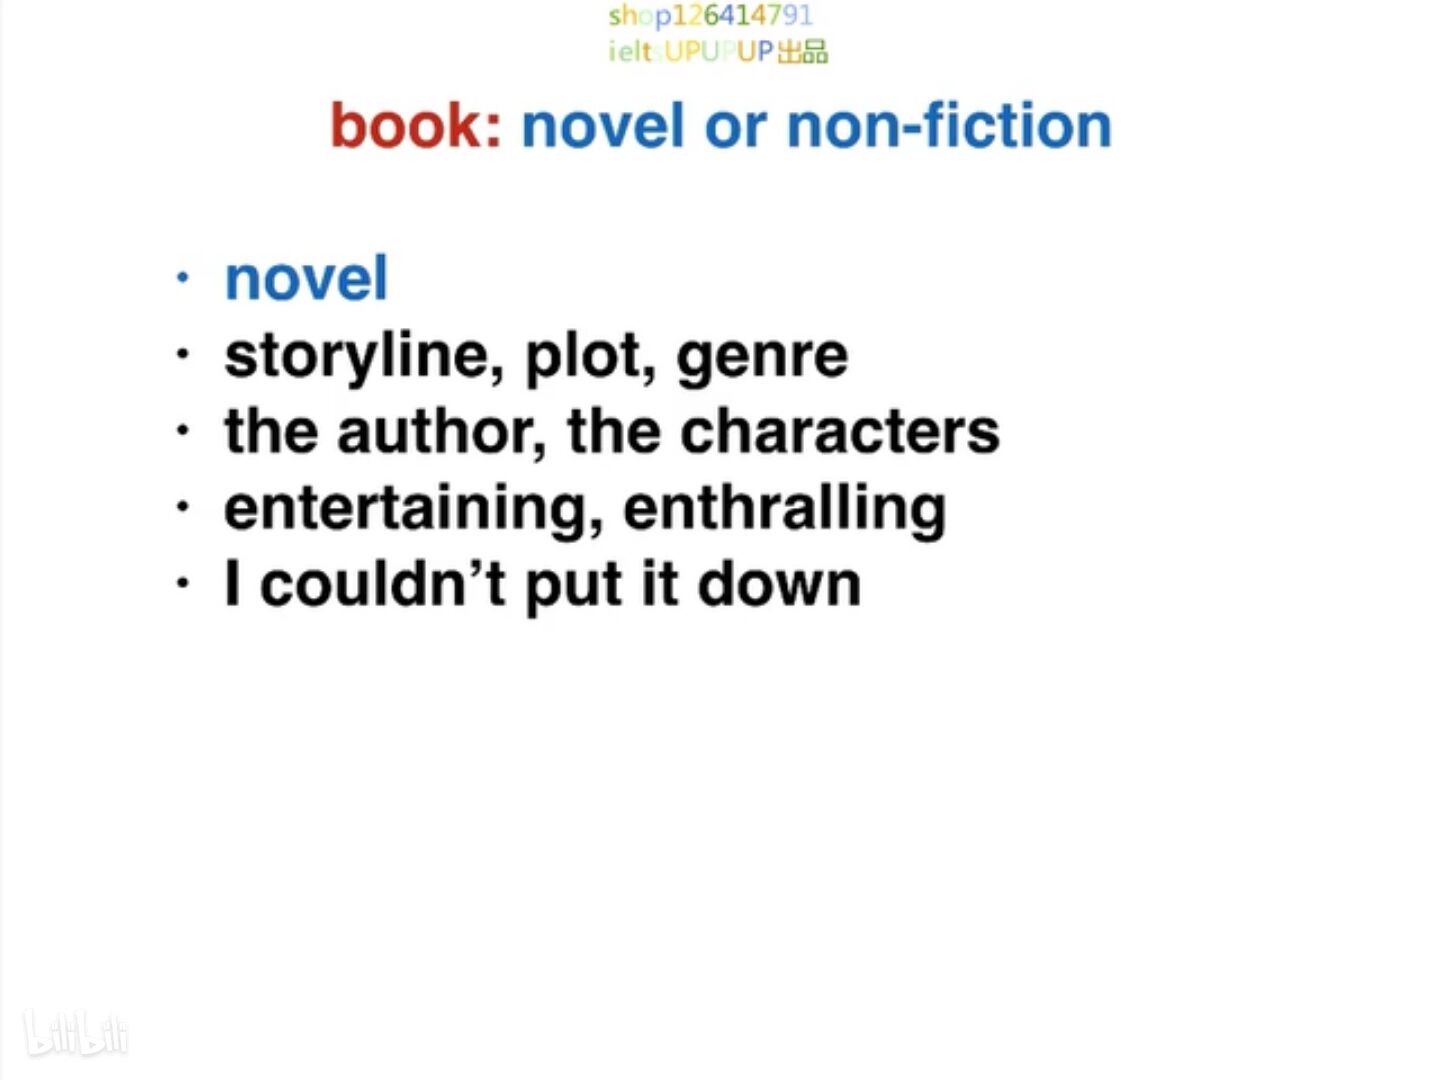 shop126414791
ieltsUPUPUP出品
book: novel or non-fiction
• novel
• storyline, plot, genre
• the author, the characters
• entertaining, enthralling
• I couldn’t put it down
bilibili